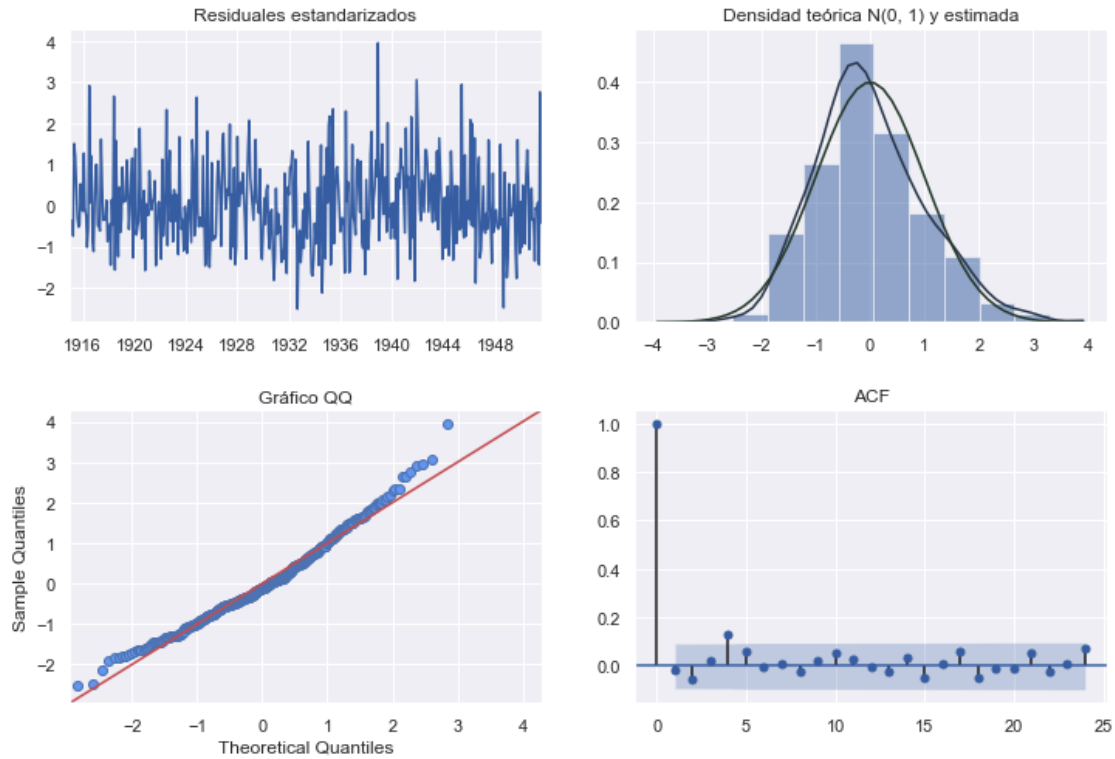 Residuales estandarizados
4
3
2
1
0
−1
−2
1916 1920 1924 1928 1932 1936 1940 1944 1948
Densidad teórica N(0, 1) y estimada
0.4
0.3
0.2
0.1
0.0
−4 −3 −2 −1 0 1 2 3 4
Gráfico QQ
Sample Quantiles
4
3
2
1
0
−1
−2
−2 −1 0 1 2 3 4
Theoretical Quantiles
ACF
1.0
0.8
0.6
0.4
0.2
0.0
0 5 10 15 20 25